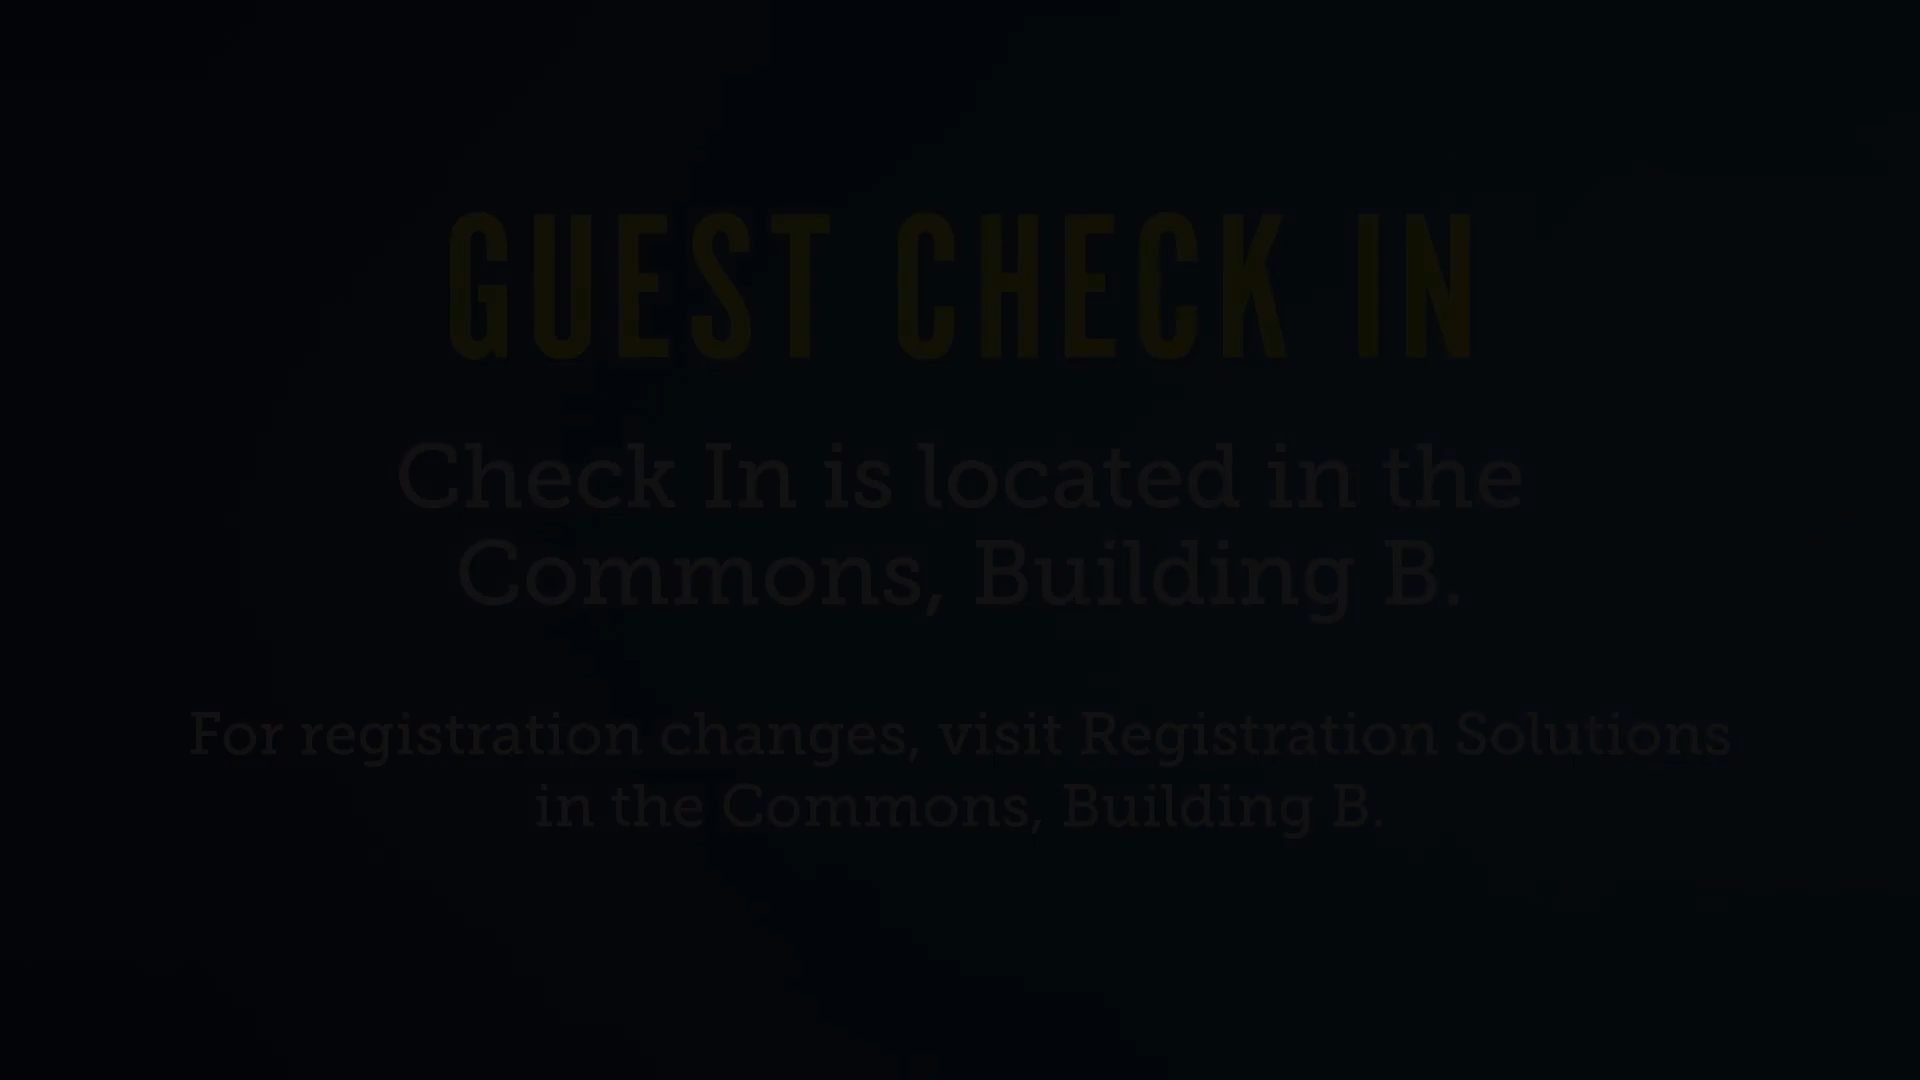 GUEST CHECK IN
Check In is located in the
Commons, Building B.
For registration changes, visit Registration Solutions
in the Commons, Building B.